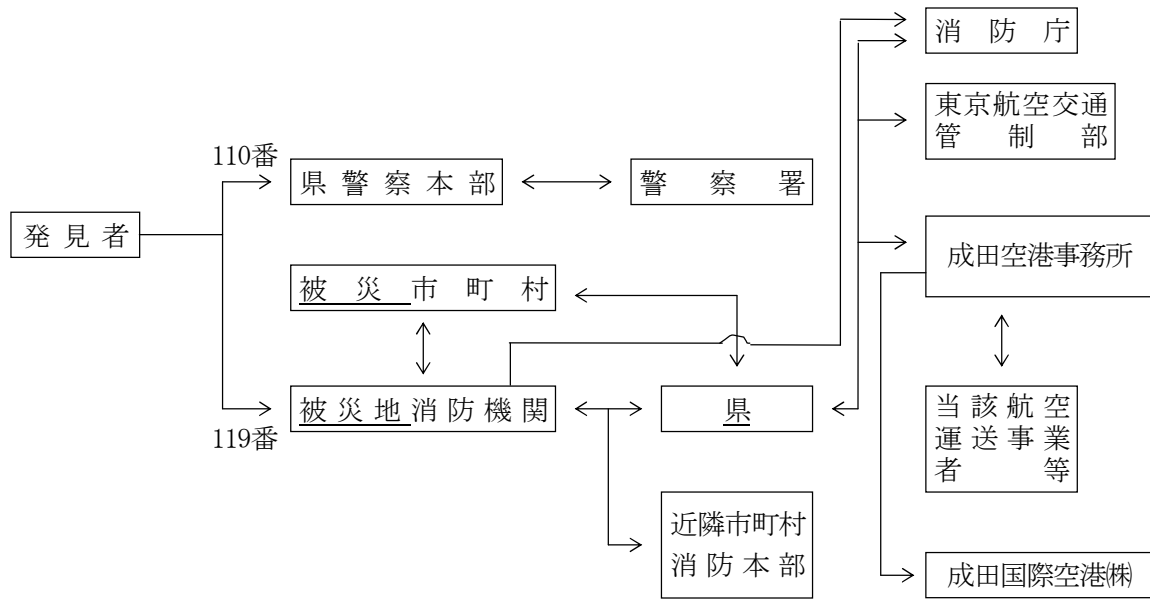 消防庁
東京航空交通
管制部
110番
県警察本部
警察署
発見者
成田空港事務所
被災市町村
被災地消防機関
県
当該航空
運送事業
者等
119番
近隣市町村
消防本部
成田国際空港㈱